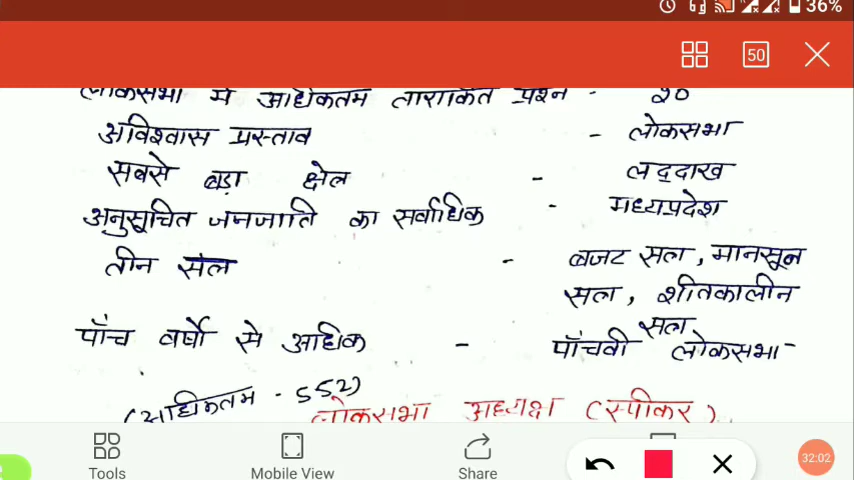 36%
50
लोकसभा में अधिकतम ताराकित प्रश्न - 20
अविश्वास प्रस्ताव - लोकसभा
सबसे बड़ा क्षेत्र - लद्दाख
अनुसूचित जनजाति का सर्वाधिक - मध्यप्रदेश
तीन सत्र - बजट सत्र, मानसून
सत्र, शीतकालीन
सत्र
पाँच वर्षो से अधिक - पाँचवी लोकसभा
(अधिकतम - 552)
लोकसभा अध्यक्ष (स्पीकर)
Tools
Mobile View
Share
32:02